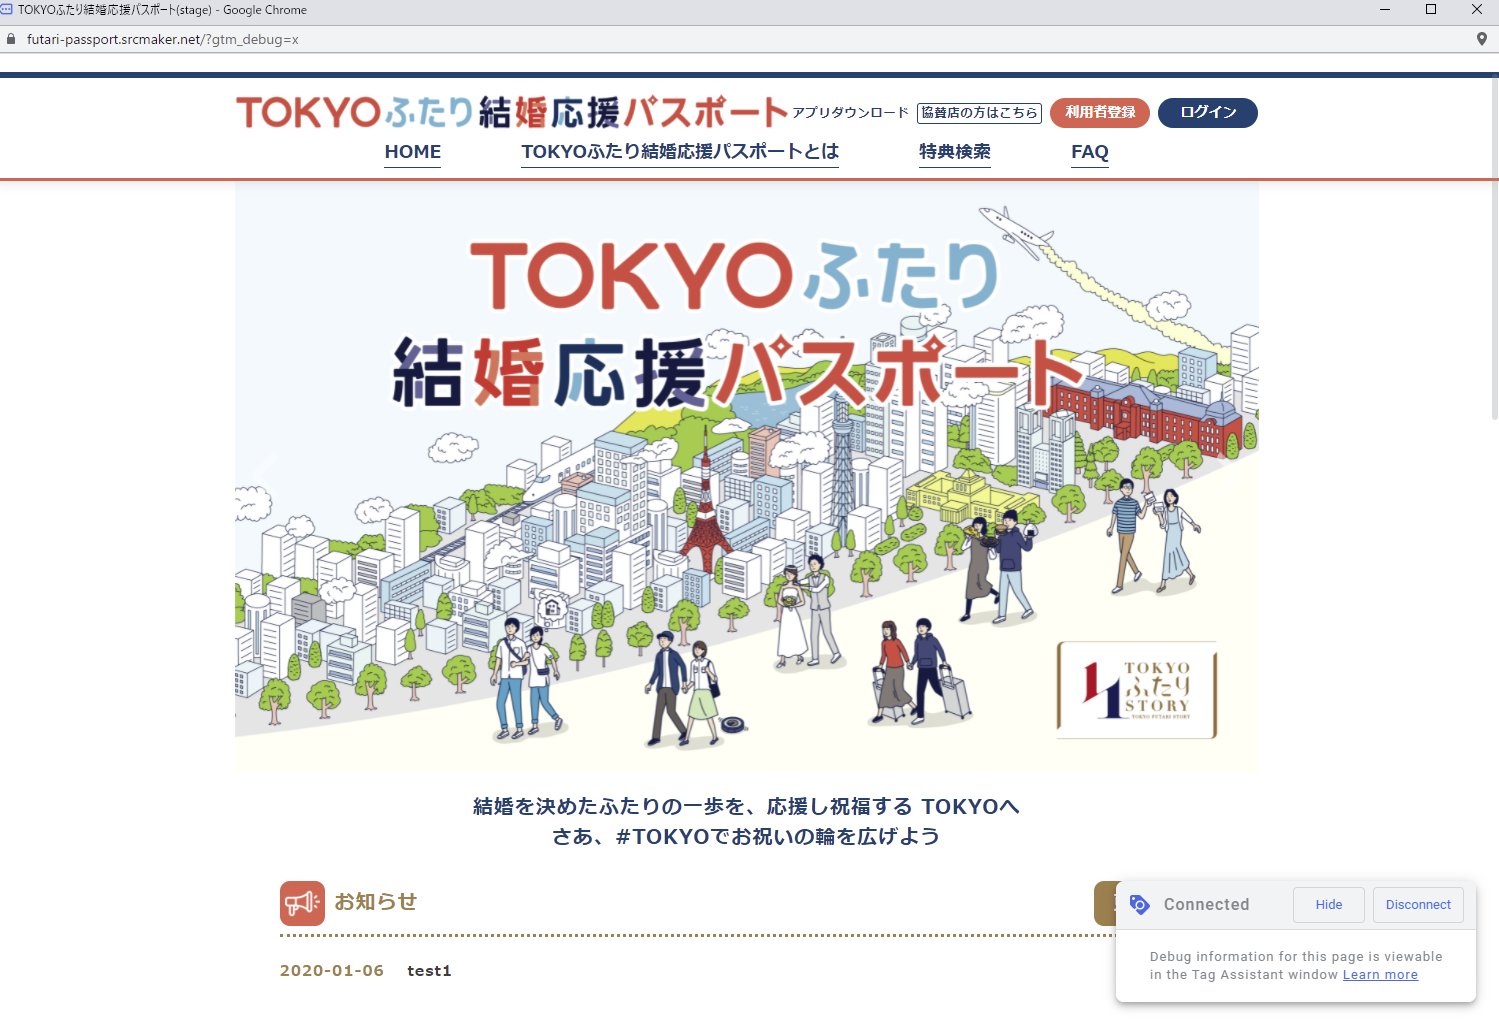 TOKYOふたり結婚応援パスポート(stage) - Google Chrome
futari-passport.srcmaker.net/?gtm_debug=x
TOKYOふたり結婚応援パスポート アプリダウンロード 協賛店の方はこちら 利用者登録 ログイン
HOME TOKYOふたり結婚応援パスポートとは 特典検索 FAQ
TOKYOふたり
結婚応援パスポート
TOKYO
ふたり
STORY
TOKYO FUTARI STORY
結婚を決めたふたりの一歩を、応援し祝福する TOKYOへ
さあ、#TOKYOでお祝いの輪を広げよう
お知らせ
2020-01-06 test1
Connected Hide Disconnect
Debug information for this page is viewable
in the Tag Assistant window Learn more